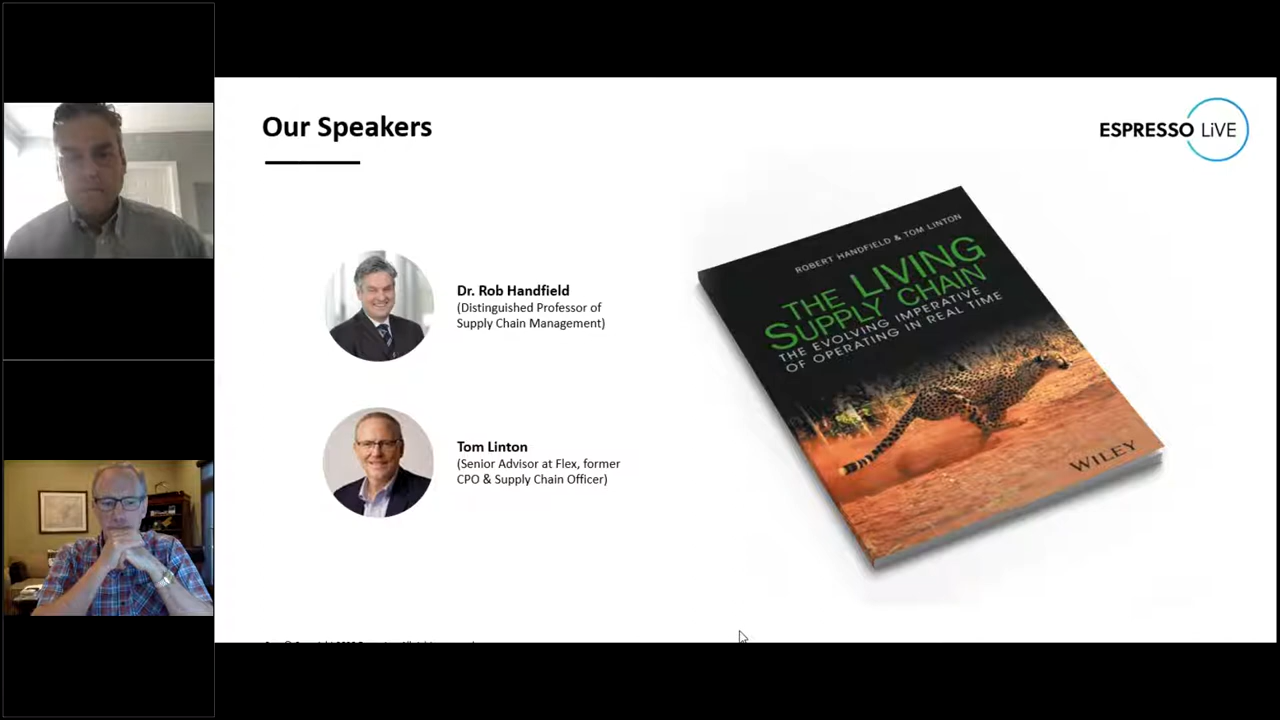 Our Speakers
ESPRESSO LiVE
Dr. Rob Handfield
(Distinguished Professor of
Supply Chain Management)
Tom Linton
(Senior Advisor at Flex, former
CPO & Supply Chain Officer)
ROBERT HANDFIELD & TOM LINTON
THE LIVING
SUPPLY CHAIN
THE EVOLVING IMPERATIVE
OF OPERATING IN REAL TIME
WILEY